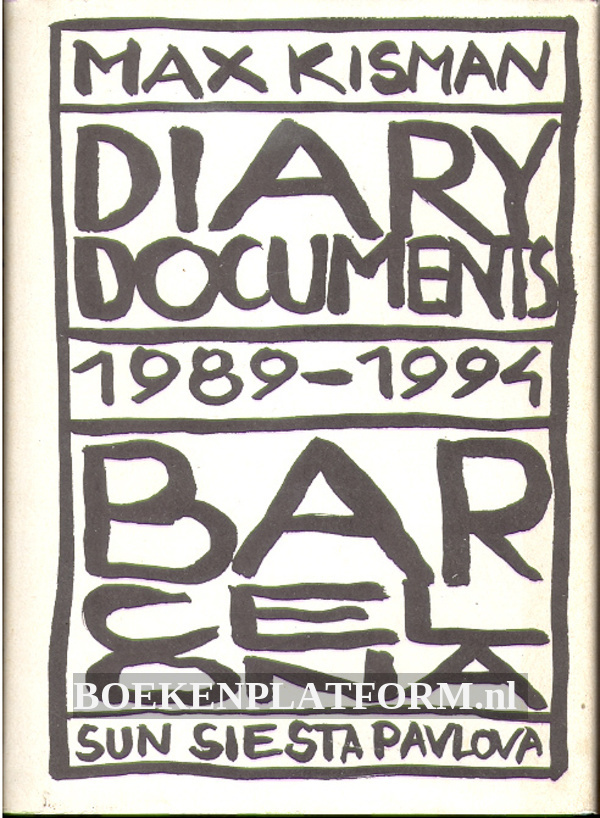 MAX KISMAN
DIARY
DOCUMENTS
1989-1994
BAR
CEL
ONA
BOEKENPLATFORM.nl
SUN SIESTA PAVLOVA